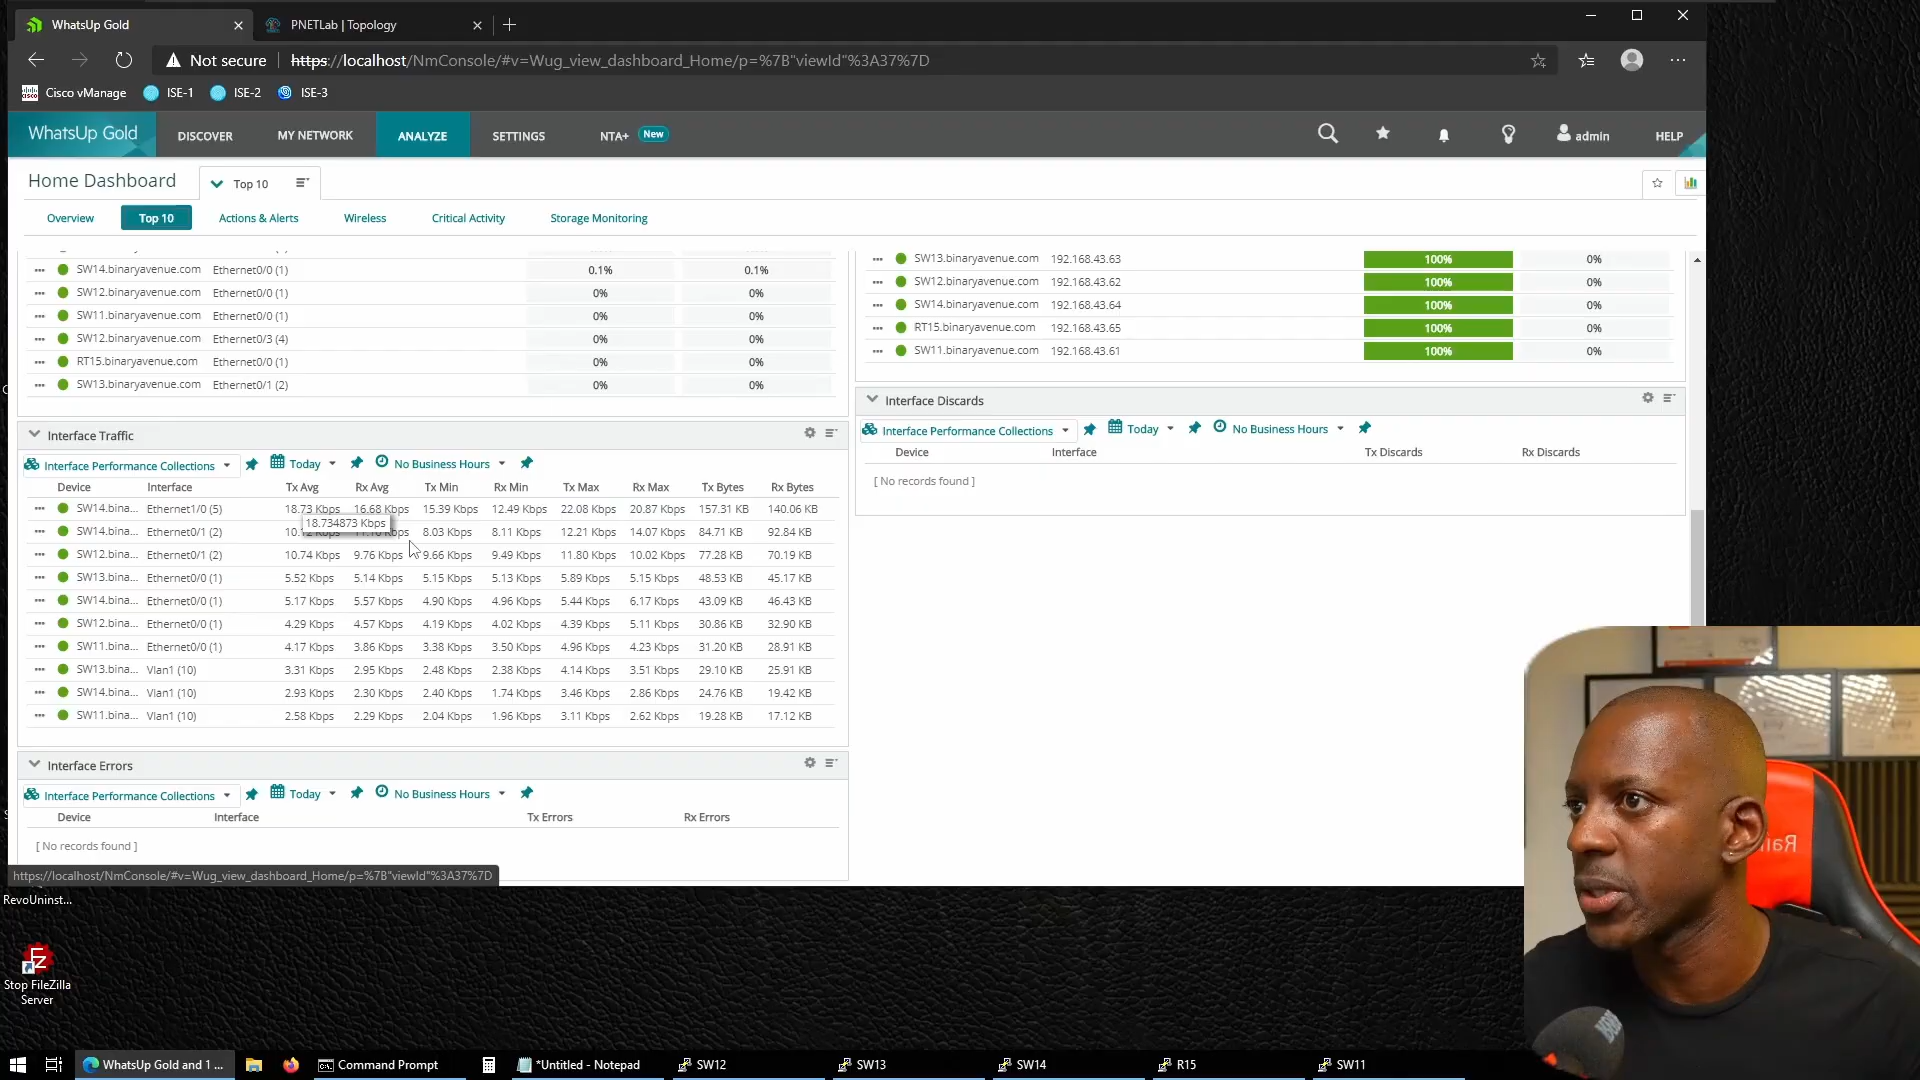 WhatsUp Gold
PNETLab | Topology
Not secure
https://localhost/NmConsole/#v=Wug_view_dashboard_Home/p=%7B"viewId"%3A37%7D
Cisco vManage ISE-1 ISE-2 ISE-3
WhatsUp Gold DISCOVER MY NETWORK ANALYZE SETTINGS NTA+ New admin HELP
Home Dashboard Top 10
Overview Top 10 Actions & Alerts Wireless Critical Activity Storage Monitoring
SW14.binaryavenue.com Ethernet0/0 (1) 0.1% 0.1%
SW12.binaryavenue.com Ethernet0/0 (1) 0% 0%
SW11.binaryavenue.com Ethernet0/0 (1) 0% 0%
SW12.binaryavenue.com Ethernet0/3 (4) 0% 0%
RT15.binaryavenue.com Ethernet0/0 (1) 0% 0%
SW13.binaryavenue.com Ethernet0/1 (2) 0% 0%
SW13.binaryavenue.com 192.168.43.63 100% 0%
SW12.binaryavenue.com 192.168.43.62 100% 0%
SW14.binaryavenue.com 192.168.43.64 100% 0%
RT15.binaryavenue.com 192.168.43.65 100% 0%
SW11.binaryavenue.com 192.168.43.61 100% 0%
Interface Traffic
Interface Performance Collections Today No Business Hours
Device Interface Tx Avg Rx Avg Tx Min Rx Min Tx Max Rx Max Tx Bytes Rx Bytes
SW14.bina... Ethernet1/0 (5) 18.73 Kbps 16.68 Kbps 15.39 Kbps 12.49 Kbps 22.08 Kbps 20.87 Kbps 157.31 KB 140.06 KB
18.734873 Kbps
SW14.bina... Ethernet0/1 (2) Kbps 8.03 Kbps 8.11 Kbps 12.21 Kbps 14.07 Kbps 84.71 KB 92.84 KB
SW12.bina... Ethernet0/1 (2) 10.74 Kbps 9.76 Kbps 9.66 Kbps 9.49 Kbps 11.80 Kbps 10.02 Kbps 77.28 KB 70.19 KB
SW13.bina... Ethernet0/0 (1) 5.52 Kbps 5.14 Kbps 5.15 Kbps 5.13 Kbps 5.89 Kbps 5.15 Kbps 48.53 KB 45.17 KB
SW14.bina... Ethernet0/0 (1) 5.17 Kbps 5.57 Kbps 4.90 Kbps 4.96 Kbps 5.44 Kbps 6.17 Kbps 43.09 KB 46.43 KB
SW12.bina... Ethernet0/0 (1) 4.29 Kbps 4.57 Kbps 4.19 Kbps 4.02 Kbps 4.39 Kbps 5.11 Kbps 30.86 KB 32.90 KB
SW11.bina... Ethernet0/0 (1) 4.17 Kbps 3.86 Kbps 3.38 Kbps 3.50 Kbps 4.96 Kbps 4.23 Kbps 31.20 KB 28.91 KB
SW13.bina... Vlan1 (10) 3.31 Kbps 2.95 Kbps 2.48 Kbps 2.38 Kbps 4.14 Kbps 3.51 Kbps 29.10 KB 25.91 KB
SW14.bina... Vlan1 (10) 2.93 Kbps 2.30 Kbps 2.40 Kbps 1.74 Kbps 3.46 Kbps 2.86 Kbps 24.76 KB 19.42 KB
SW11.bina... Vlan1 (10) 2.58 Kbps 2.29 Kbps 2.04 Kbps 1.96 Kbps 3.11 Kbps 2.62 Kbps 19.28 KB 17.12 KB
Interface Discards
Interface Performance Collections Today No Business Hours
Device Interface Tx Discards Rx Discards
[ No records found ]
Interface Errors
Interface Performance Collections Today No Business Hours
Device Interface Tx Errors Rx Errors
[ No records found ]
https://localhost/NmConsole/#v=Wug_view_dashboard_Home/p=%7B"viewId"%3A37%7D
RevoUninst...
Stop FileZilla
Server
WhatsUp Gold and 1 ... Command Prompt *Untitled - Notepad SW12 SW13 SW14 R15 SW11